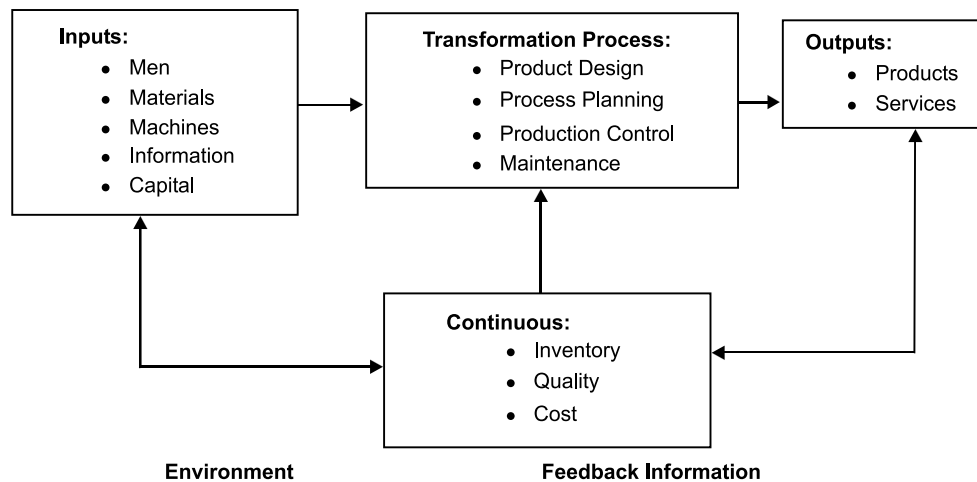 Inputs:
• Men
• Materials
• Machines
• Information
• Capital
Transformation Process:
• Product Design
• Process Planning
• Production Control
• Maintenance
Outputs:
• Products
• Services
Continuous:
• Inventory
• Quality
• Cost
Environment
Feedback Information